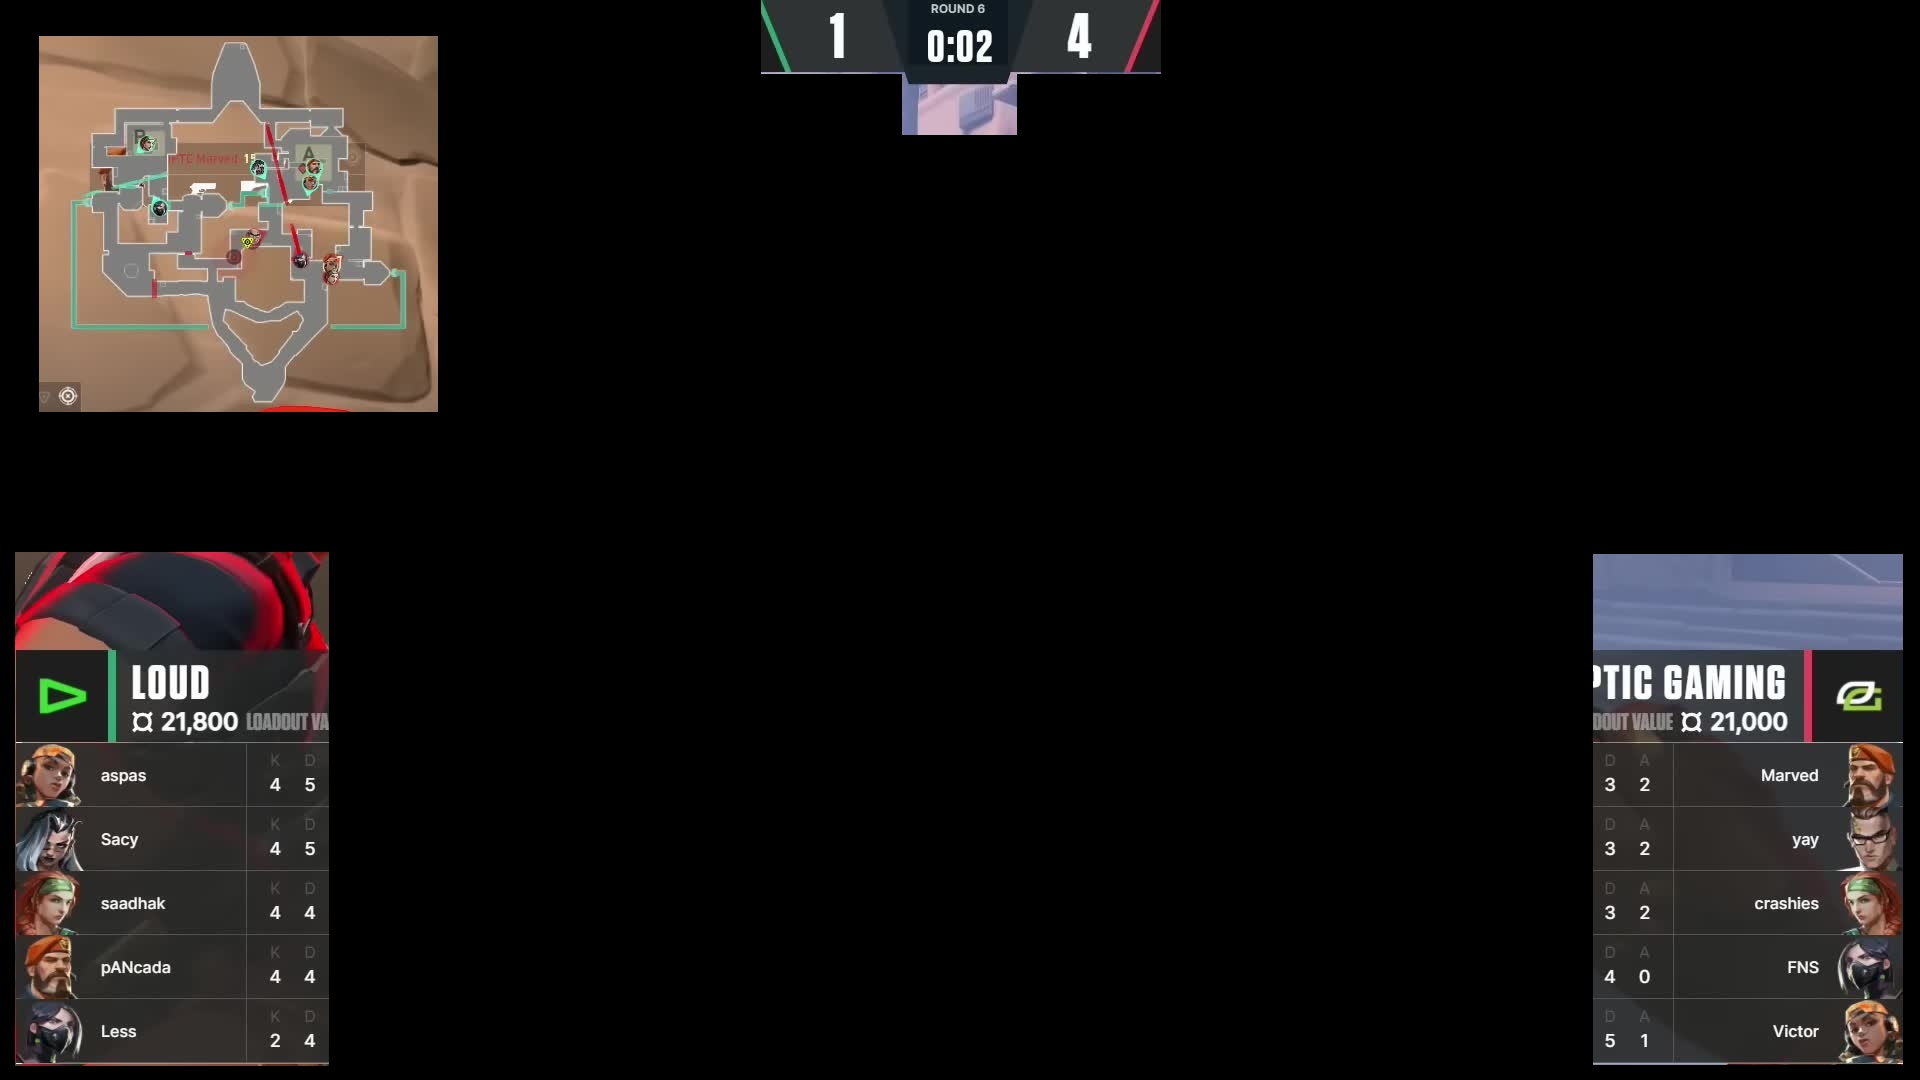 1
ROUND 6
0:02
4
B
A
PTC Marved
LOUD
21,800 LOADOUT VA
aspas
K D
4 5
Sacy
K D
4 5
saadhak
K D
4 4
pANcada
K D
4 4
Less
K D
2 4
PTIC GAMING
DOUT VALUE 21,000
D A
3 2
Marved
D A
3 2
yay
D A
3 2
crashies
D A
4 0
FNS
D A
5 1
Victor